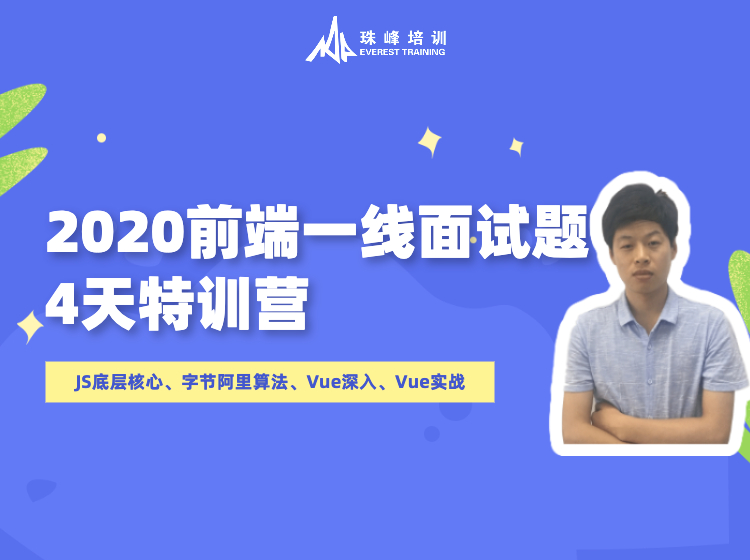 珠峰培训
EVEREST TRAINING
2020前端一线面试题
4天特训营
JS底层核心、字节阿里算法、Vue深入、Vue实战